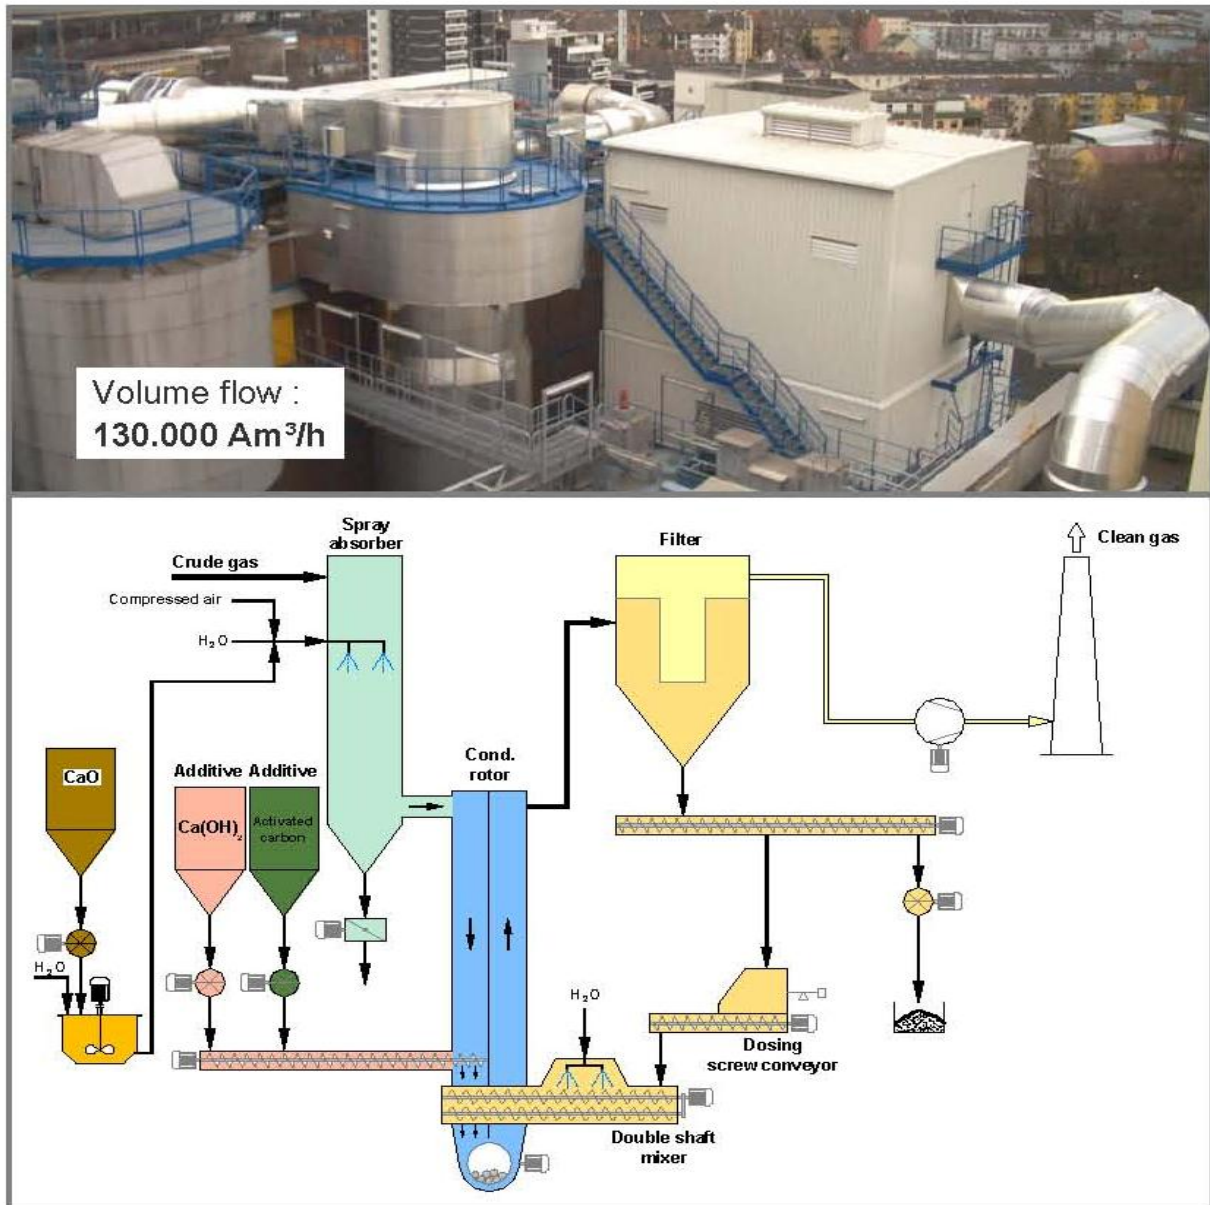 Volume flow :
130.000 Am³/h
Spray
absorber
Filter
Clean gas
Crude gas
Compressed air
H₂O
Cond.
rotor
CaO
Additive
Additive
Ca(OH)₂
Activated
carbon
H₂O
H₂O
Dosing
screw conveyor
Double shaft
mixer